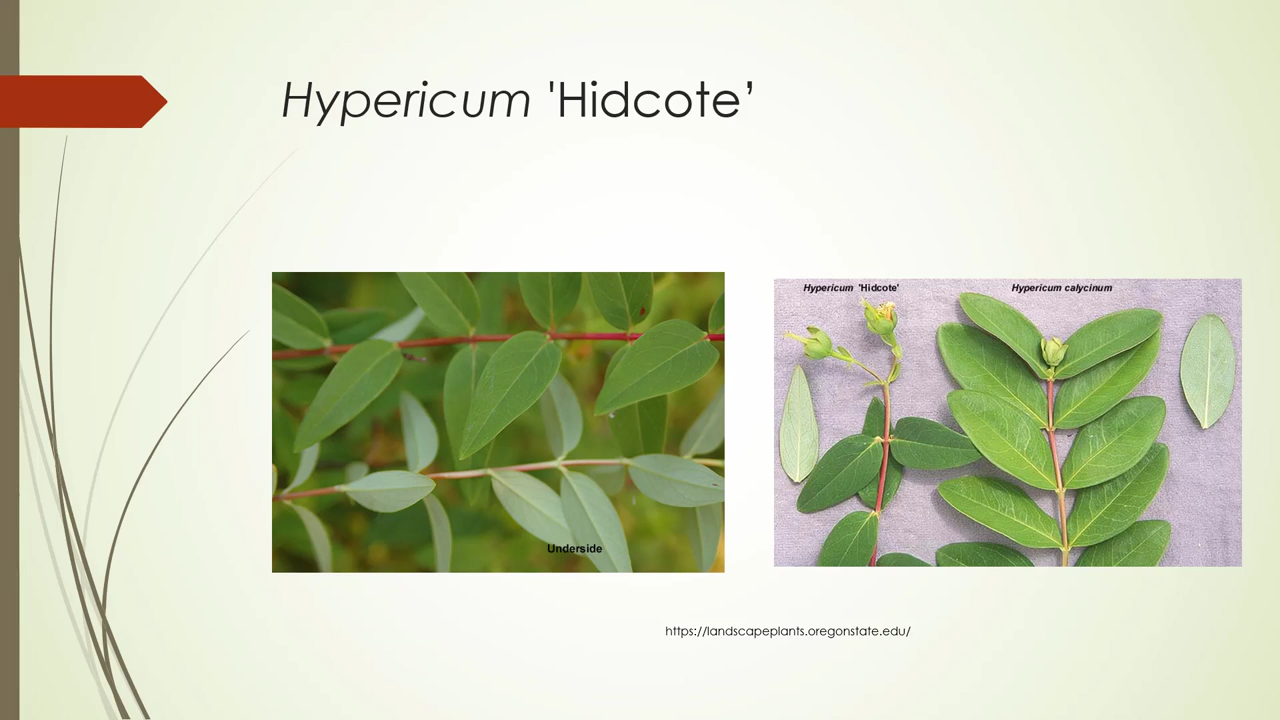 Hypericum 'Hidcote’
Hypericum 'Hidcote'
Hypericum calycinum
Underside
https://landscapeplants.oregonstate.edu/